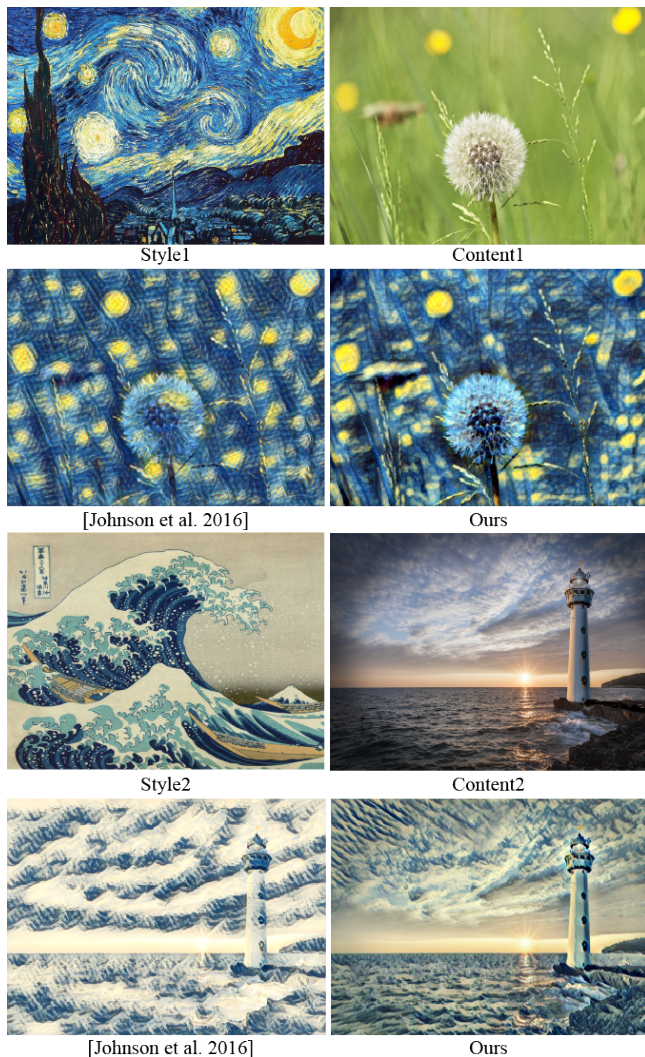 Style1
Content1
[Johnson et al. 2016]
Ours
Style2
Content2
[Johnson et al. 2016]
Ours